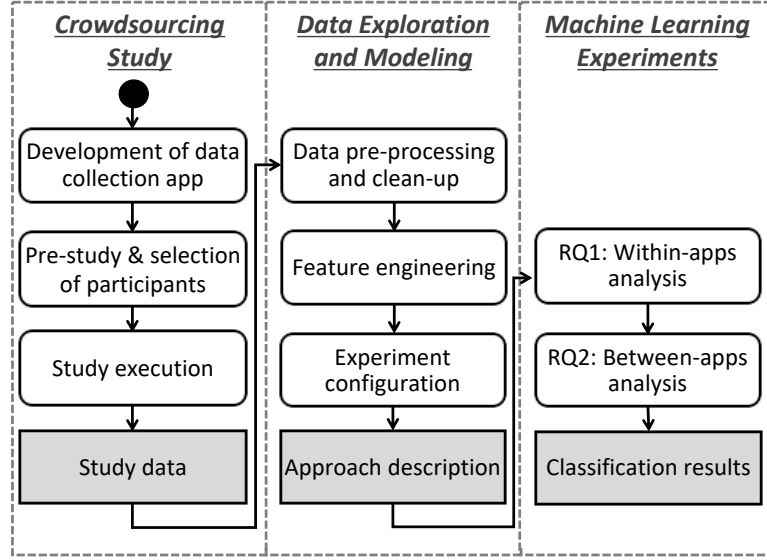 Crowdsourcing
Study
Development of data
collection app
Pre-study & selection
of participants
Study execution
Study data
Data Exploration
and Modeling
Data pre-processing
and clean-up
Feature engineering
Experiment
configuration
Approach description
Machine Learning
Experiments
RQ1: Within-apps
analysis
RQ2: Between-apps
analysis
Classification results